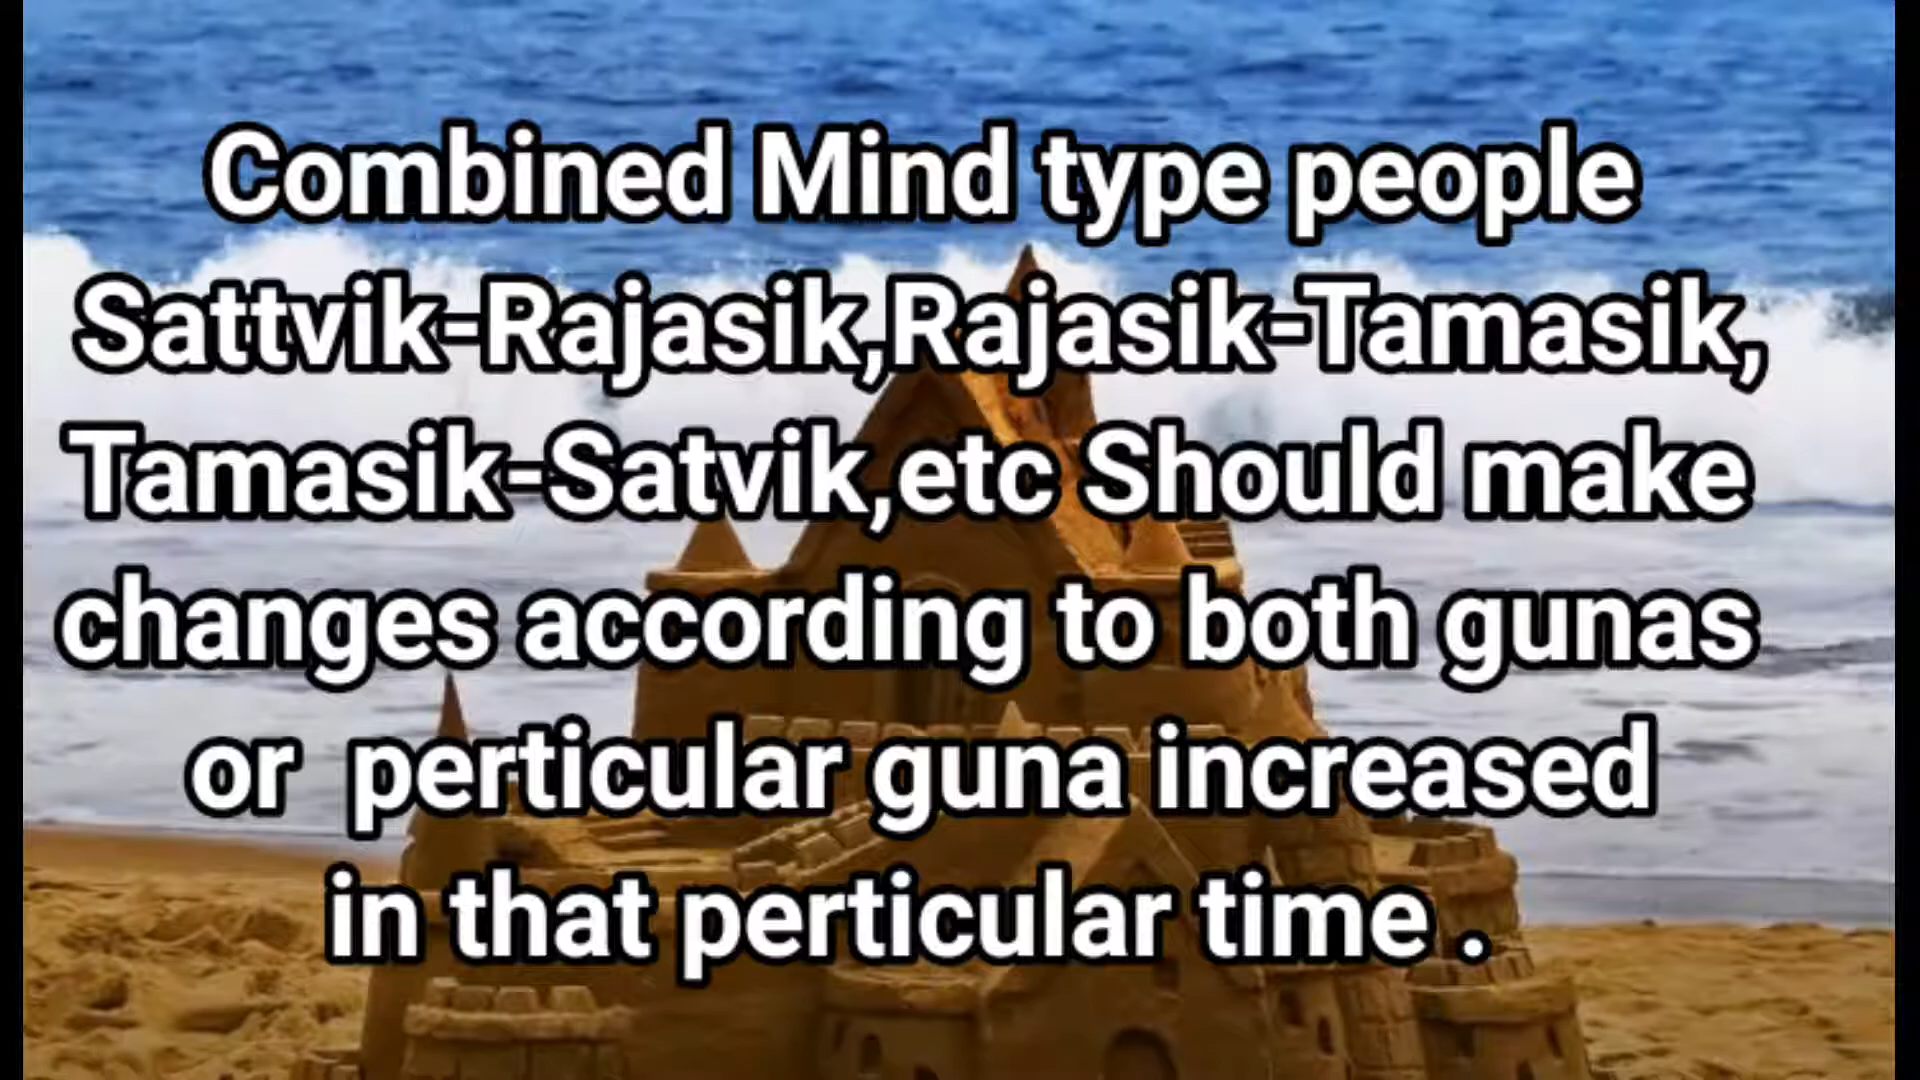 Combined Mind type people
Sattvik-Rajasik,Rajasik-Tamasik,
Tamasik-Satvik,etc Should make
changes according to both gunas
or perticular guna increased
in that perticular time .